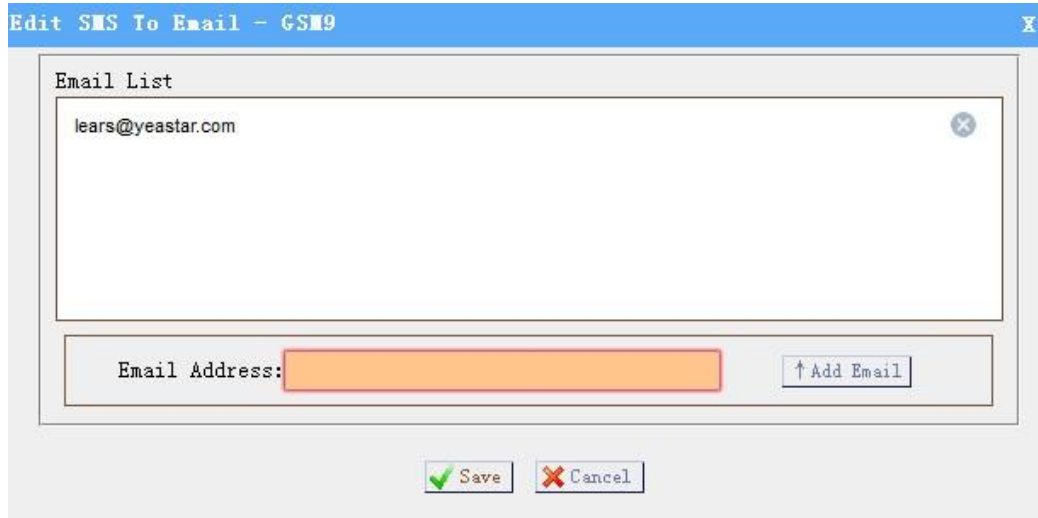 Edit SMS To Email - GSM9 X
Email List
lears@yeastar.com
Email Address: ↑Add Email
Save Cancel